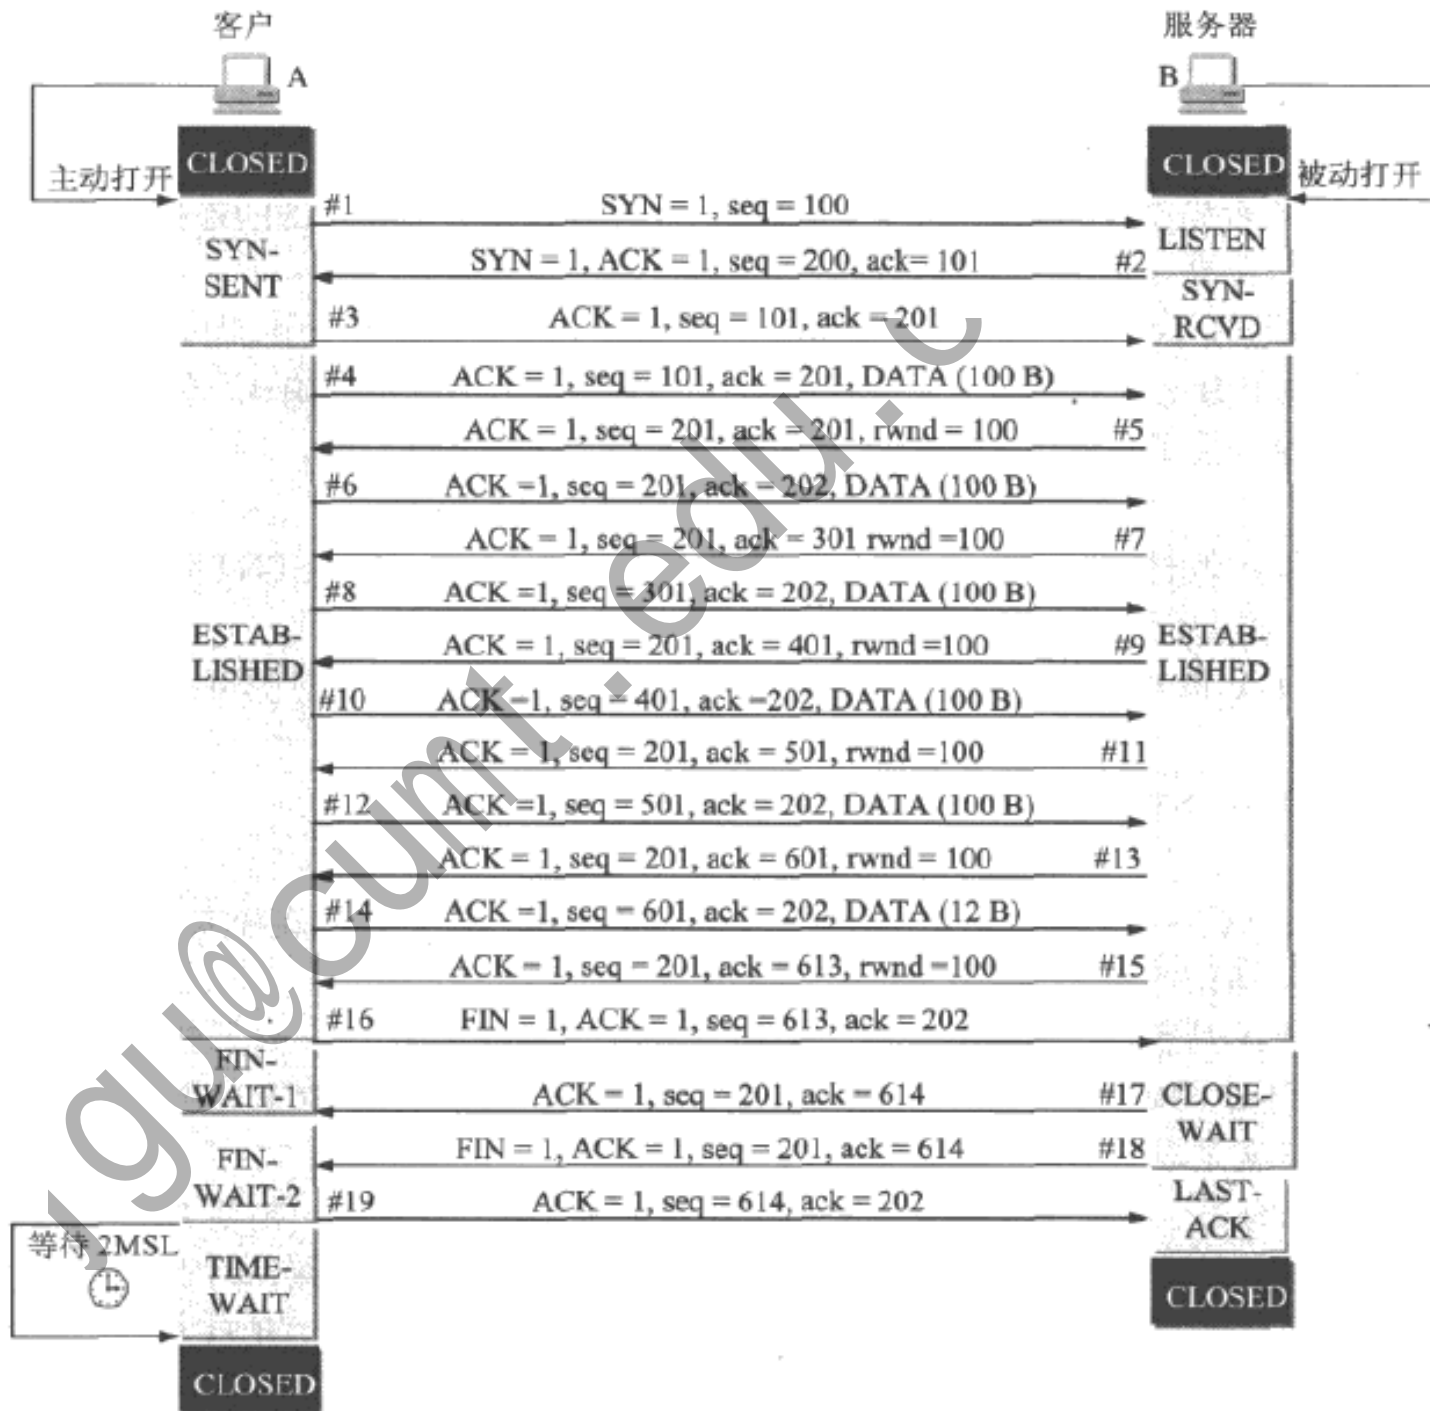 客户
服务器
A
B
CLOSED
CLOSED
主动打开
被动打开
#1 SYN = 1, seq = 100
LISTEN
SYN-
SENT
SYN = 1, ACK = 1, seq = 200, ack= 101 #2
SYN-
RCVD
#3 ACK = 1, seq = 101, ack = 201
#4 ACK = 1, seq = 101, ack = 201, DATA (100 B)
ACK = 1, seq = 201, ack = 201, rwnd = 100 #5
#6 ACK =1, seq = 201, ack = 202, DATA (100 B)
ACK = 1, seq = 201, ack = 301 rwnd =100 #7
#8 ACK =1, seq = 301, ack = 202, DATA (100 B)
ESTAB-
LISHED
ACK = 1, seq = 201, ack = 401, rwnd =100 #9
ESTAB-
LISHED
#10 ACK =1, seq = 401, ack =202, DATA (100 B)
ACK = 1, seq = 201, ack = 501, rwnd =100 #11
#12 ACK =1, seq = 501, ack = 202, DATA (100 B)
ACK = 1, seq = 201, ack = 601, rwnd = 100 #13
#14 ACK =1, seq = 601, ack = 202, DATA (12 B)
ACK = 1, seq = 201, ack = 613, rwnd =100 #15
#16 FIN = 1, ACK = 1, seq = 613, ack = 202
FIN-
WAIT-1
ACK = 1, seq = 201, ack = 614 #17
CLOSE-
WAIT
FIN = 1, ACK = 1, seq = 201, ack = 614 #18
FIN-
WAIT-2
#19 ACK = 1, seq = 614, ack = 202
LAST-
ACK
等待 2MSL
TIME-
WAIT
CLOSED
CLOSED
gu@cumt.edu.c